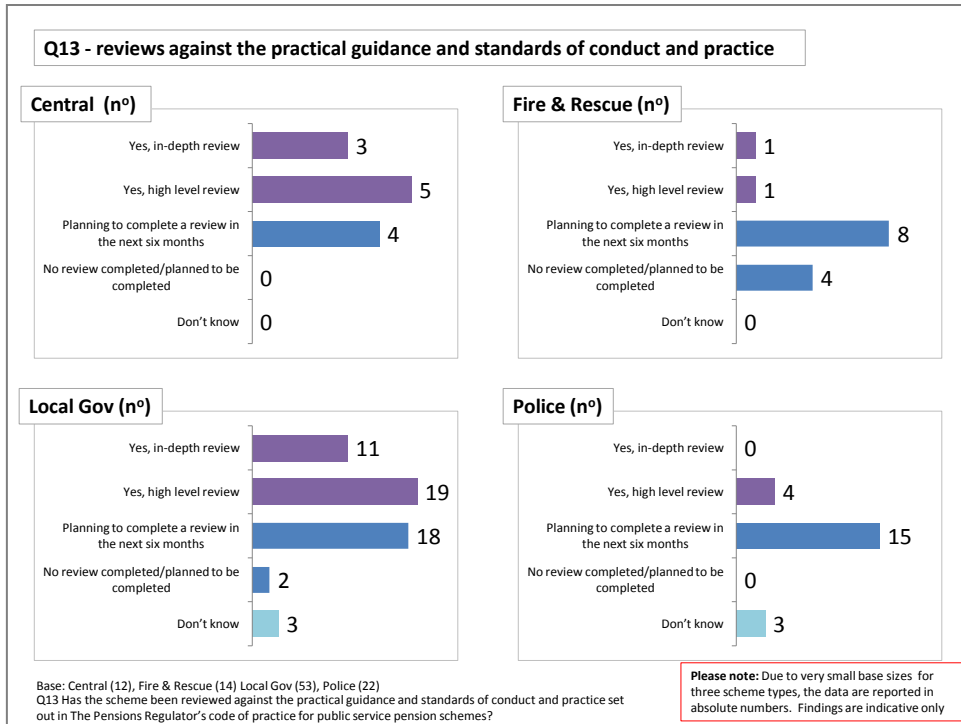 Q13 - reviews against the practical guidance and standards of conduct and practice
Central (nº)
Yes, in-depth review
3
Yes, high level review
5
Planning to complete a review in
the next six months
4
No review completed/planned to be
completed
0
Don't know
0
Fire & Rescue (nº)
Yes, in-depth review
1
Yes, high level review
1
Planning to complete a review in
the next six months
8
No review completed/planned to be
completed
4
Don't know
0
Local Gov (nº)
Yes, in-depth review
11
Yes, high level review
19
Planning to complete a review in
the next six months
18
No review completed/planned to be
completed
2
Don't know
3
Police (nº)
Yes, in-depth review
0
Yes, high level review
4
Planning to complete a review in
the next six months
15
No review completed/planned to be
completed
0
Don't know
3
Base: Central (12), Fire & Rescue (14) Local Gov (53), Police (22)
Q13 Has the scheme been reviewed against the practical guidance and standards of conduct and practice set
out in The Pensions Regulator's code of practice for public service pension schemes?
Please note: Due to very small base sizes for
three scheme types, the data are reported in
absolute numbers. Findings are indicative only